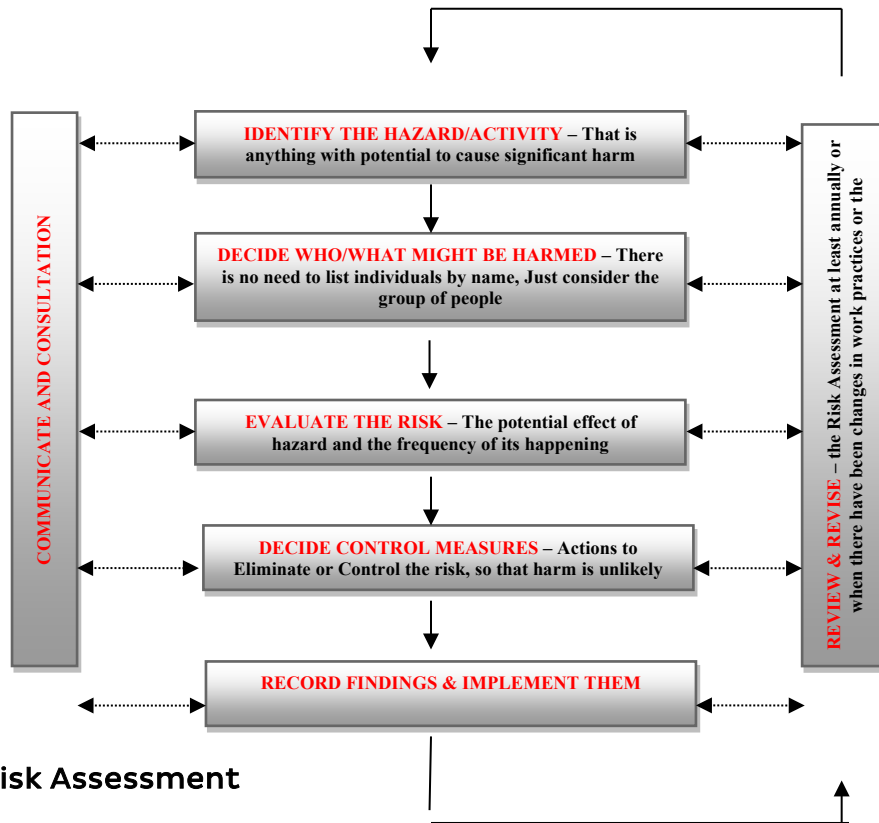 COMMUNICATE AND CONSULTATION
IDENTIFY THE HAZARD/ACTIVITY – That is
anything with potential to cause significant harm
DECIDE WHO/WHAT MIGHT BE HARMED – There
is no need to list individuals by name, Just consider the
group of people
EVALUATE THE RISK – The potential effect of
hazard and the frequency of its happening
DECIDE CONTROL MEASURES – Actions to
Eliminate or Control the risk, so that harm is unlikely
RECORD FINDINGS & IMPLEMENT THEM
REVIEW & REVISE – the Risk Assessment at least annually or
when there have been changes in work practices or the
isk Assessment